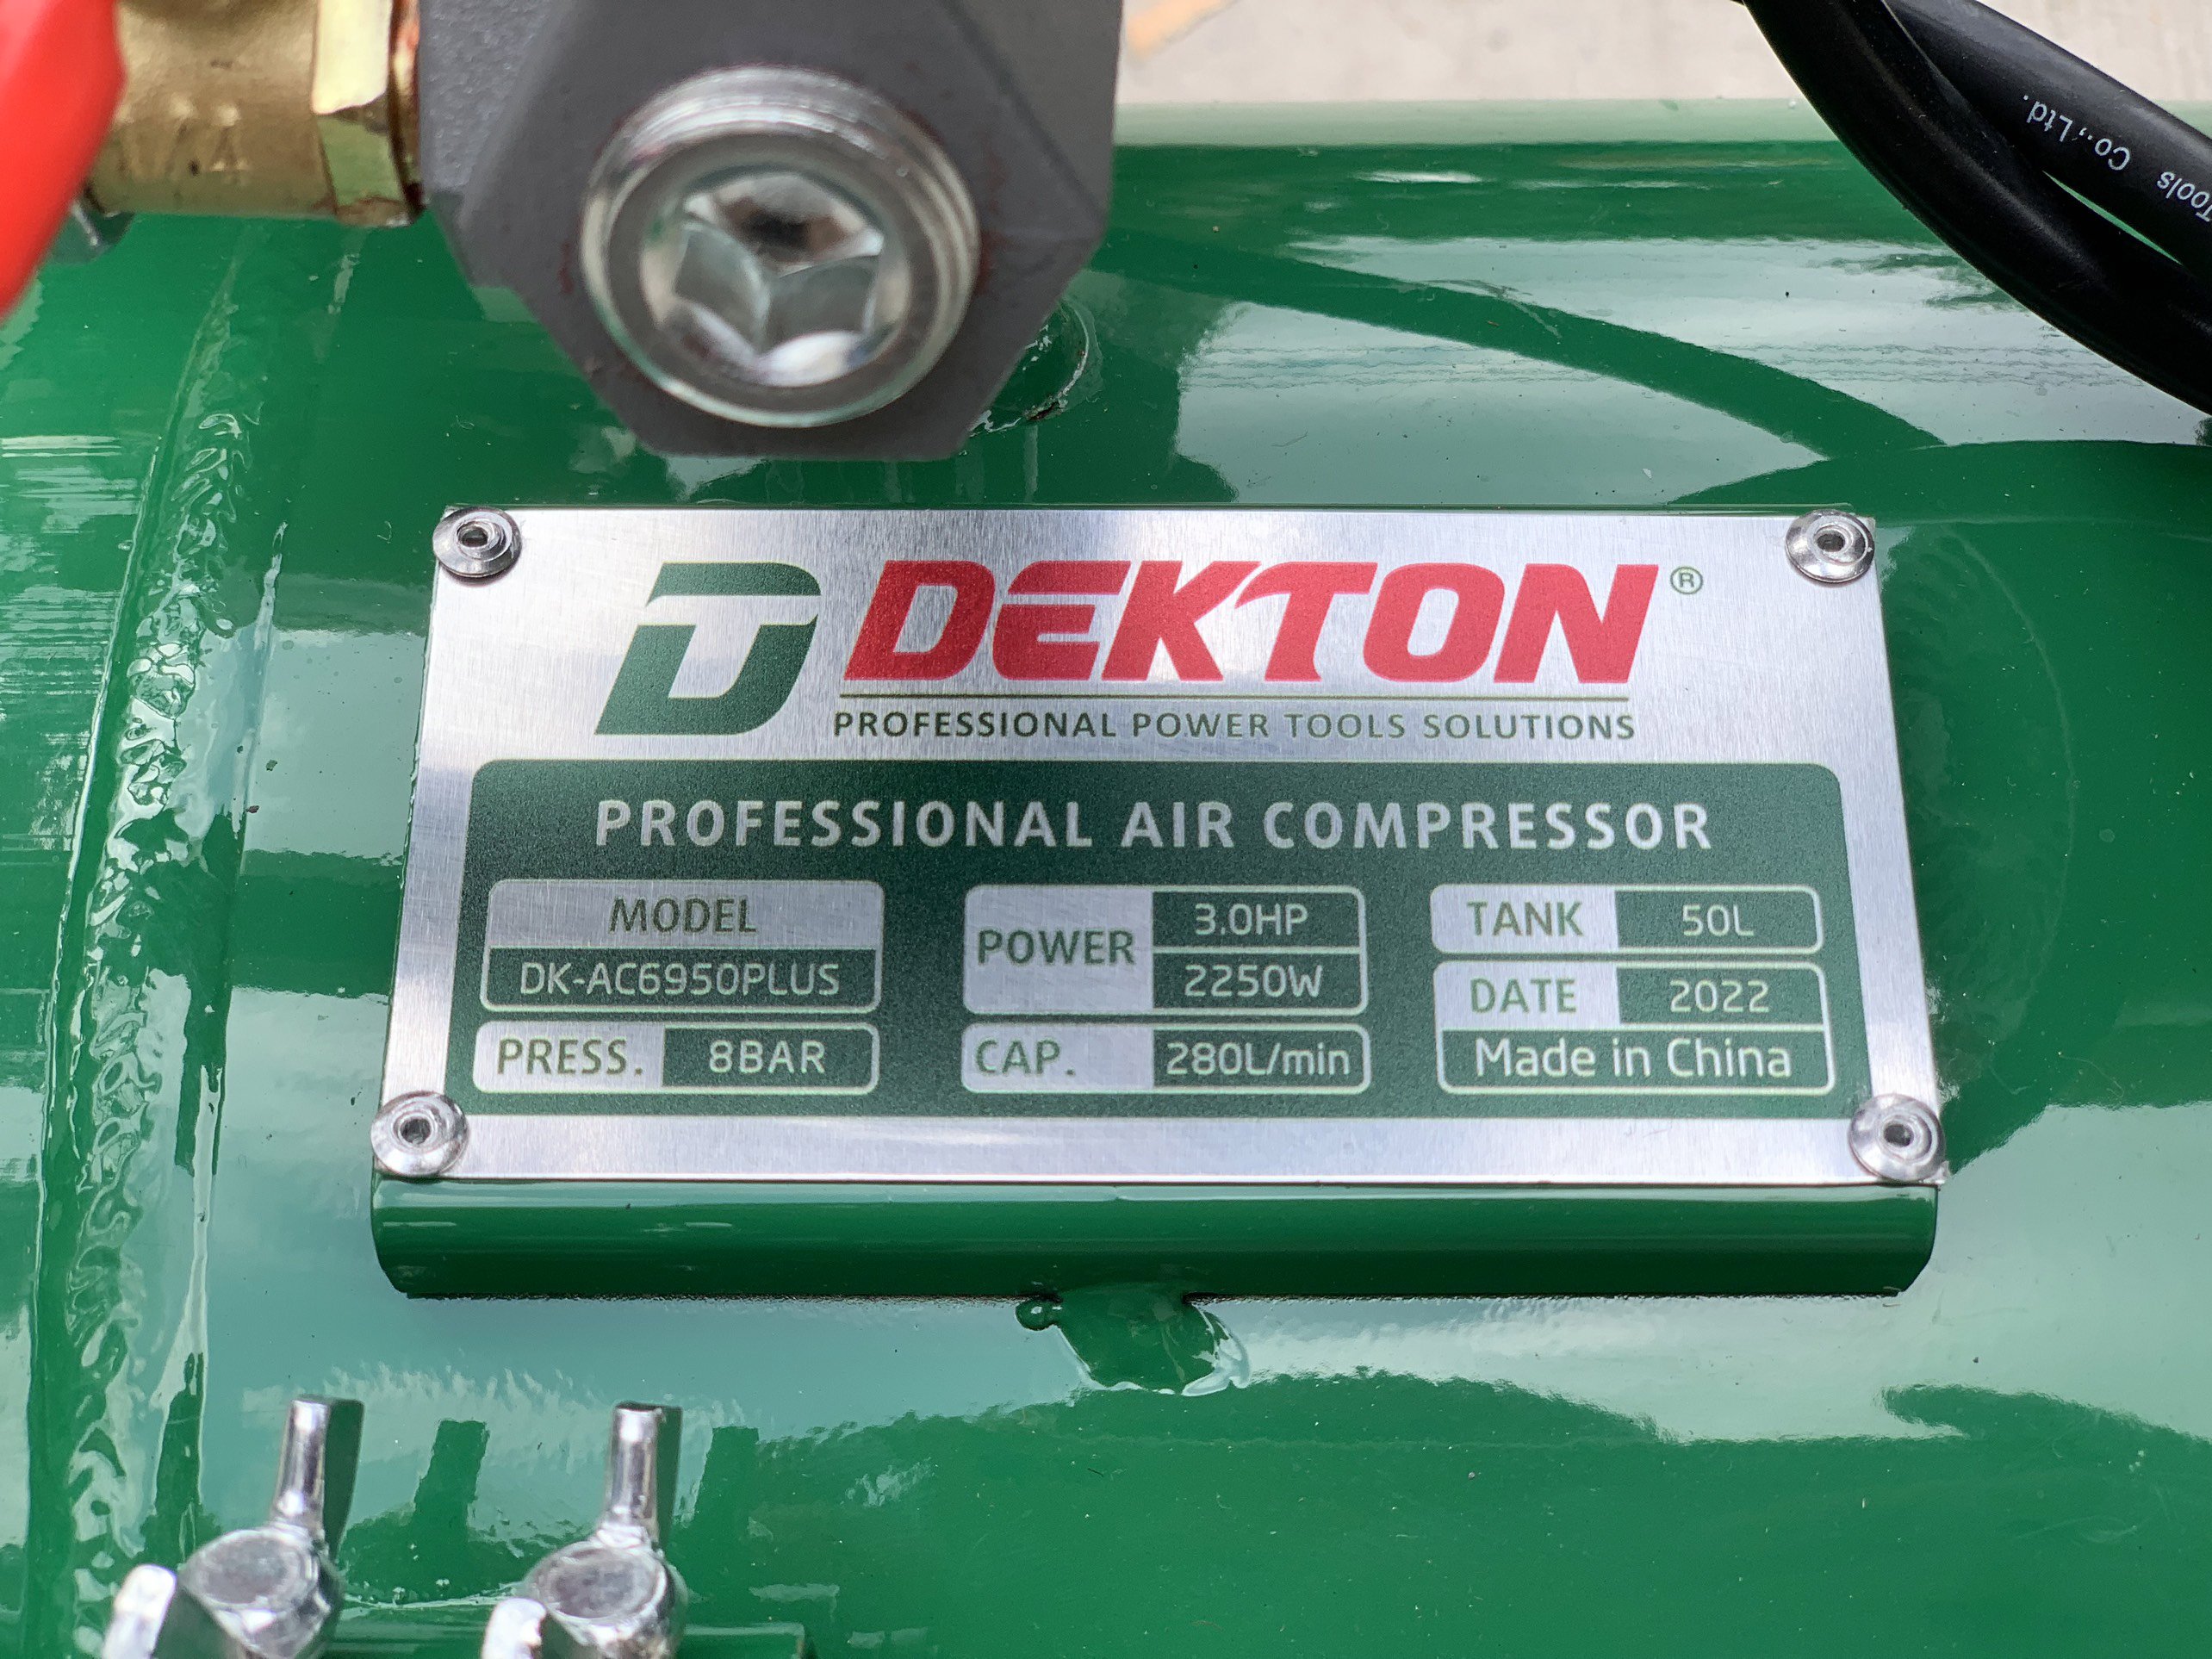 Tools Co., Ltd.
DEKTON®
PROFESSIONAL POWER TOOLS SOLUTIONS
PROFESSIONAL AIR COMPRESSOR
MODEL
DK-AC6950PLUS
PRESS. 8BAR
POWER 3.0HP
2250W
CAP. 280L/min
TANK 50L
DATE 2022
Made in China